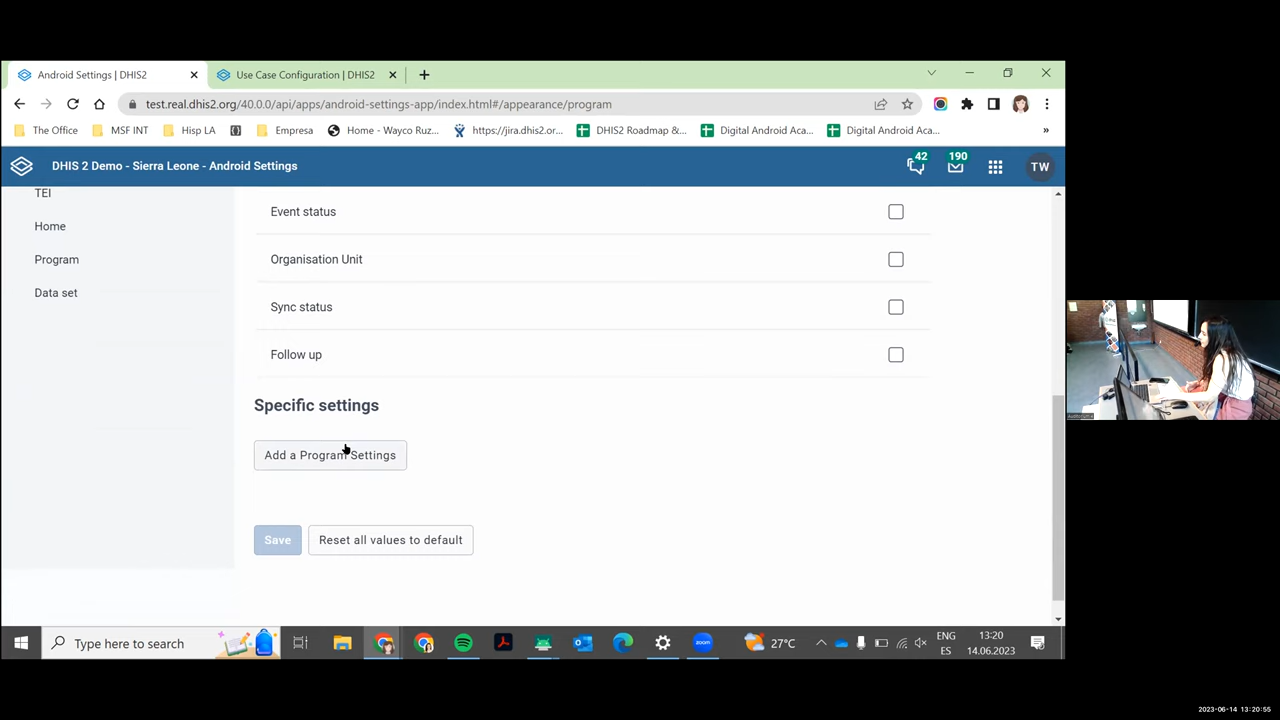 Android Settings | DHIS2
Use Case Configuration | DHIS2
test.real.dhis2.org/40.0.0/api/apps/android-settings-app/index.html#/appearance/program
The Office
MSF INT
Hisp LA
Empresa
Home - Wayco Ruz...
https://jira.dhis2.or...
DHIS2 Roadmap &...
Digital Android Aca...
Digital Android Aca...
»
DHIS 2 Demo - Sierra Leone - Android Settings
42
190
TW
TEI
Home
Program
Data set
Event status
Organisation Unit
Sync status
Follow up
Specific settings
Add a Program Settings
Save
Reset all values to default
Type here to search
zoom
27°C
ENG
ES
13:20
14.06.2023
2023-06-14 13:20:55